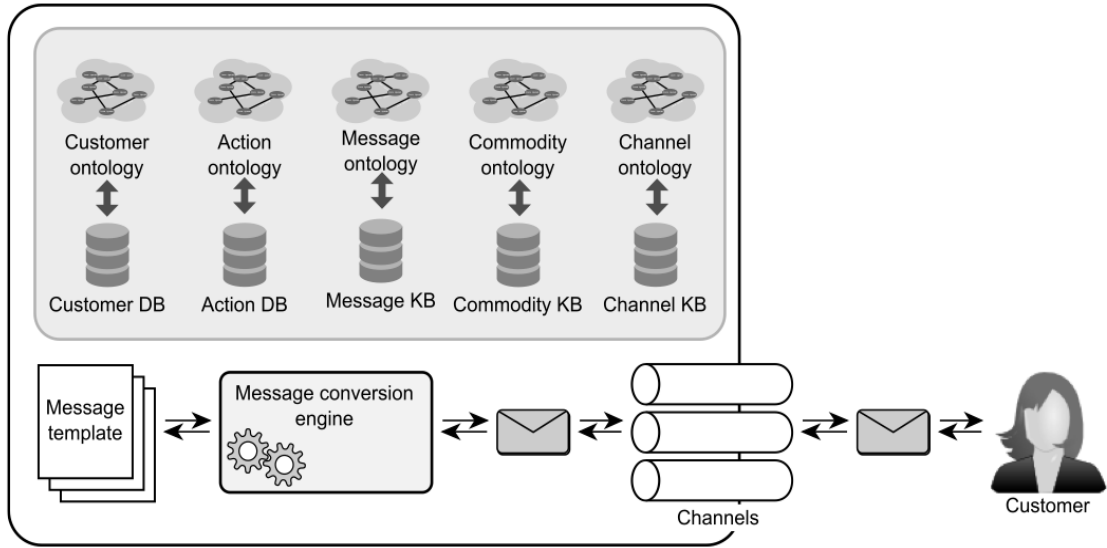 Customer
ontology
Action
ontology
Message
ontology
Commodity
ontology
Channel
ontology
Customer DB
Action DB
Message KB
Commodity KB
Channel KB
Message
template
Message conversion
engine
Channels
Customer